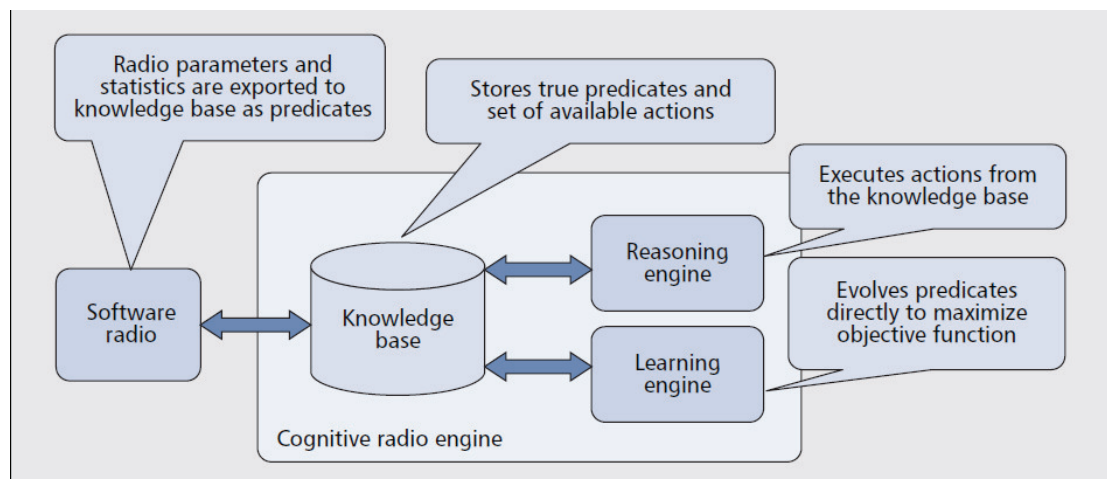 Radio parameters and
statistics are exported to
knowledge base as predicates
Stores true predicates and
set of available actions
Executes actions from
the knowledge base
Reasoning
engine
Evolves predicates
directly to maximize
objective function
Software
radio
Knowledge
base
Learning
engine
Cognitive radio engine